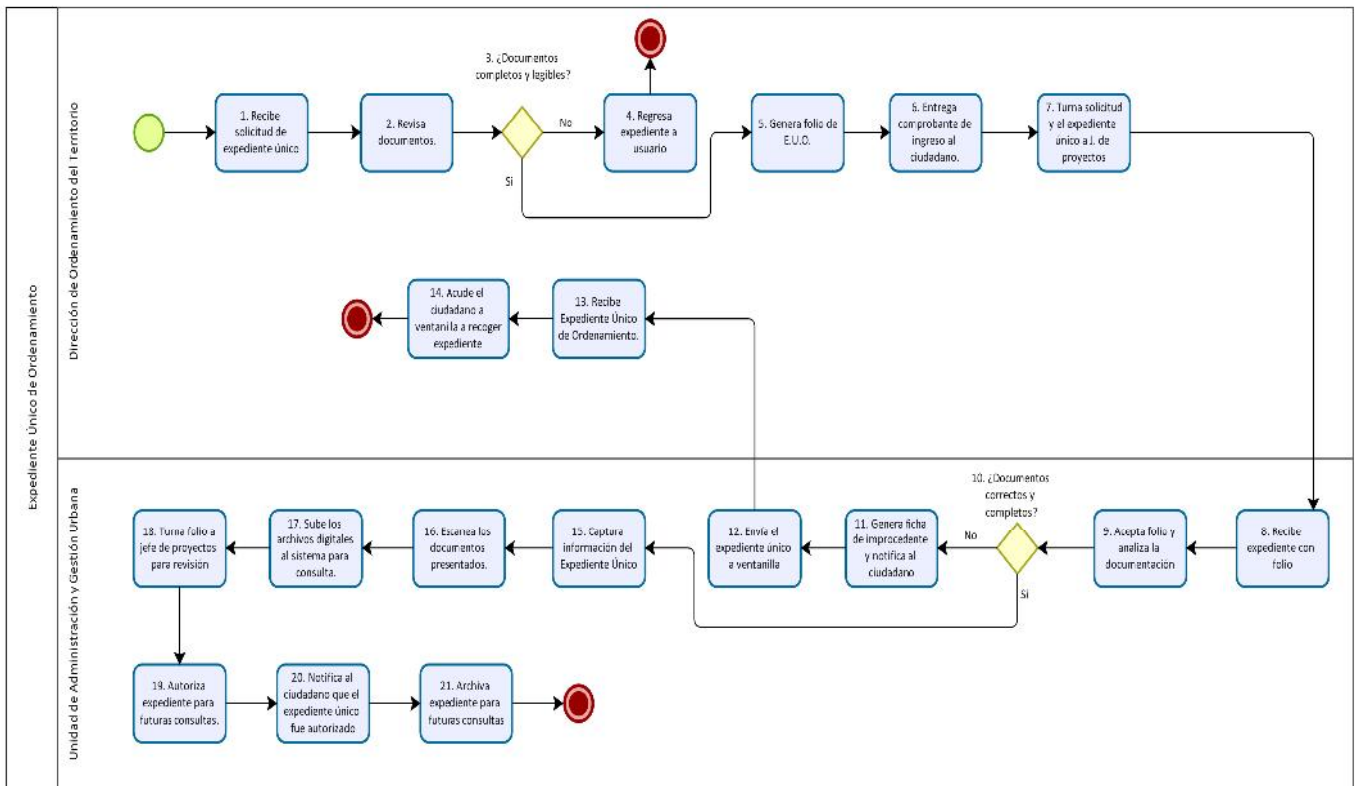 Expediente Único de Ordenamiento
Dirección de Ordenamiento del Territorio
1. Recibe
solicitud de
expediente único
2. Revisa
documentos.
3. ¿Documentos
completos y legibles?
No
Si
4. Regresa
expediente a
usuario
5. Genera folio de
E.U.O.
6. Entrega
comprobante de
ingreso al
ciudadano.
7. Turna solicitud
y el expediente
único a J. de
proyectos
14. Acude el
ciudadano a
ventanilla a recoger
expediente
13. Recibe
Expediente Único
de Ordenamiento.
Unidad de Administración y Gestión Urbana
8. Recibe
expediente con
folio
9. Acepta folio y
analiza la
documentación
10. ¿Documentos
correctos y
completos?
No
Si
11. Genera ficha
de improcedente y
notifica al
ciudadano
12. Envía el
expediente único
a ventanilla
15. Captura
información del
Expediente Único
16. Escanea los
documentos
presentados.
17. Sube los
archivos digitales
al sistema para
consulta.
18. Turna folio a
jefe de proyectos
para revisión
19. Autoriza
expediente para
futuras consultas.
20. Notifica al
ciudadano que el
expediente único
fue autorizado
21. Archiva
expediente para
futuras consultas